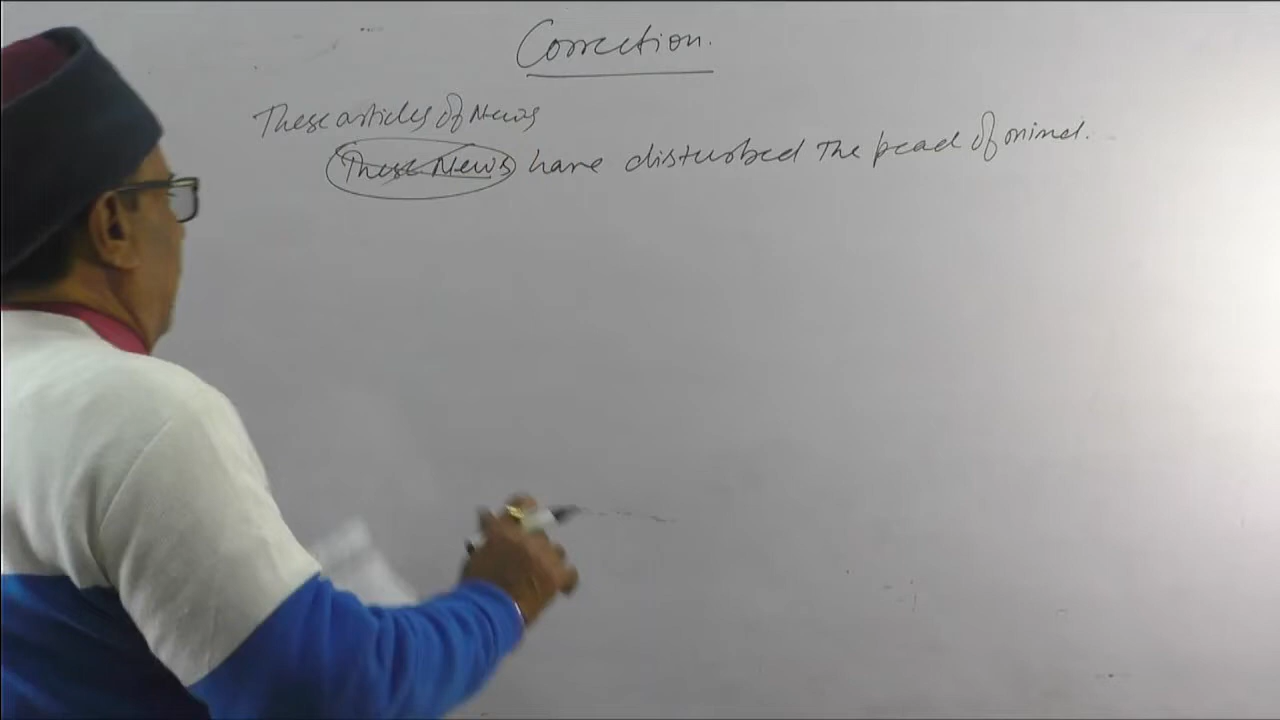 Correction.
These articles of News
These News have disturbed The peace of mind.